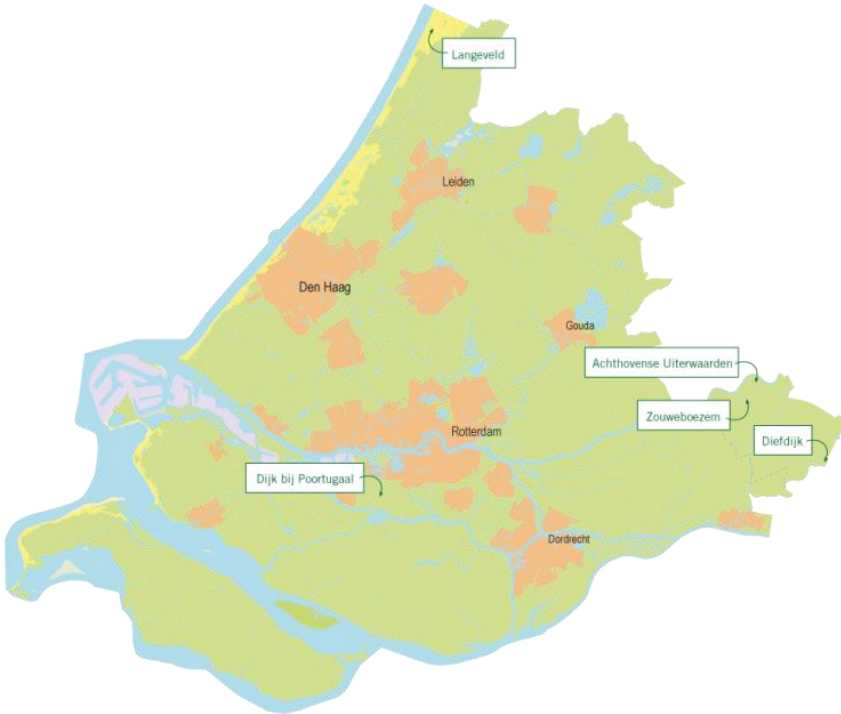 Langeveld
Leiden
Den Haag
Gouda
Achthovense Uiterwaarden
Zouweboezem
Rotterdam
Diefdijk
Dijk bij Poortugaal
Dordrecht